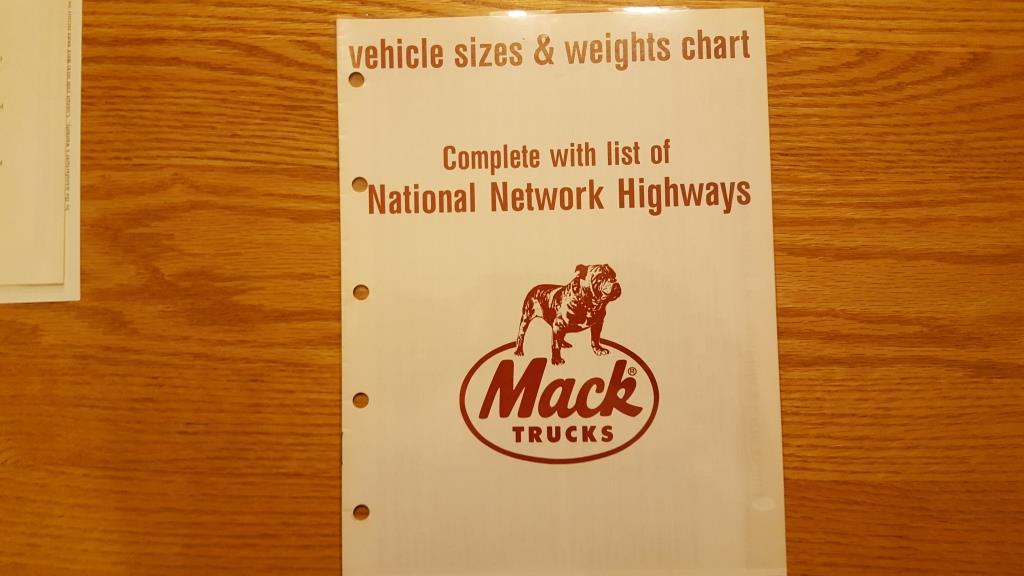 vehicle sizes & weights chart
Complete with list of
National Network Highways
Mack®
TRUCKS